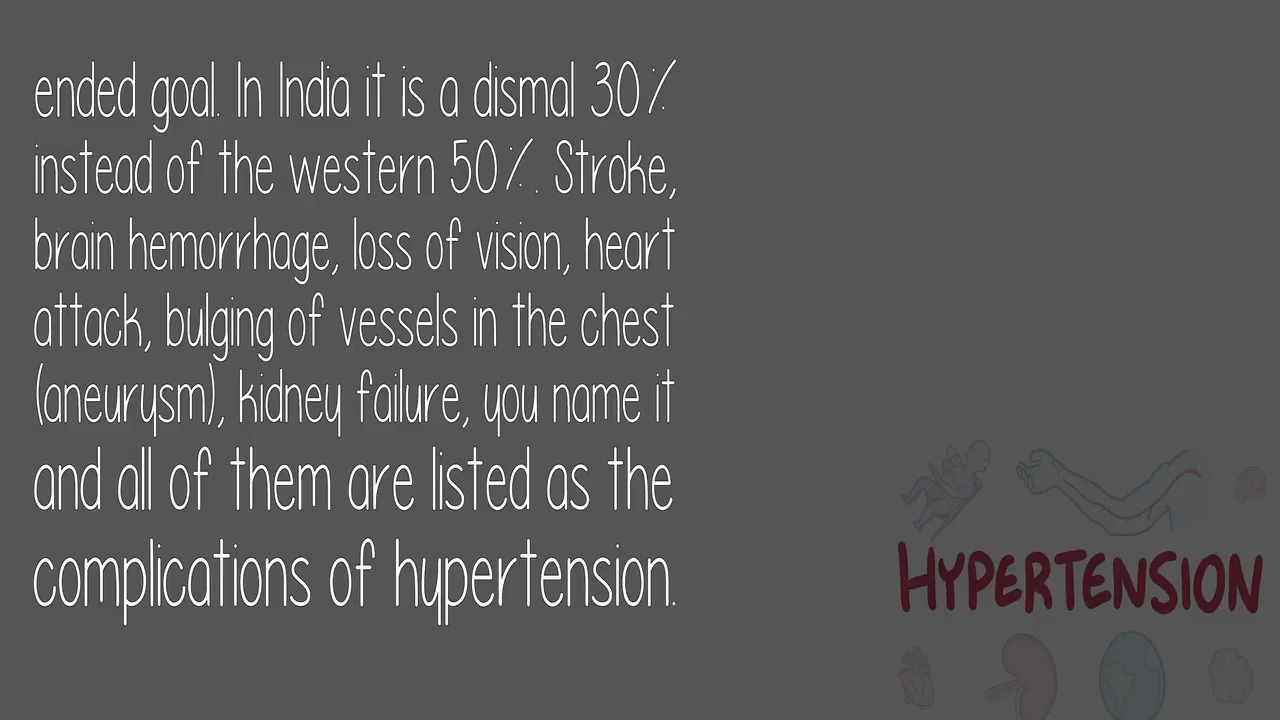 ended goal. In India it is a dismal 30%
instead of the western 50%. Stroke,
brain hemorrhage, loss of vision, heart
attack, bulging of vessels in the chest
(aneurysm), kidney failure, you name it
and all of them are listed as the
complications of hypertension.
HYPERTENSION